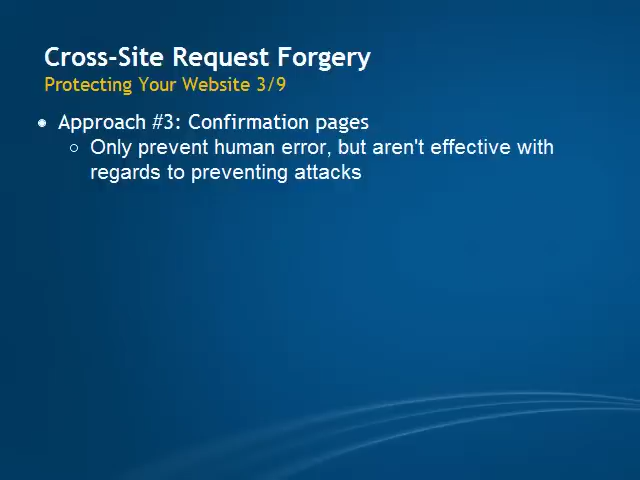 Cross-Site Request Forgery
Protecting Your Website 3/9
Approach #3: Confirmation pages
Only prevent human error, but aren't effective with
regards to preventing attacks